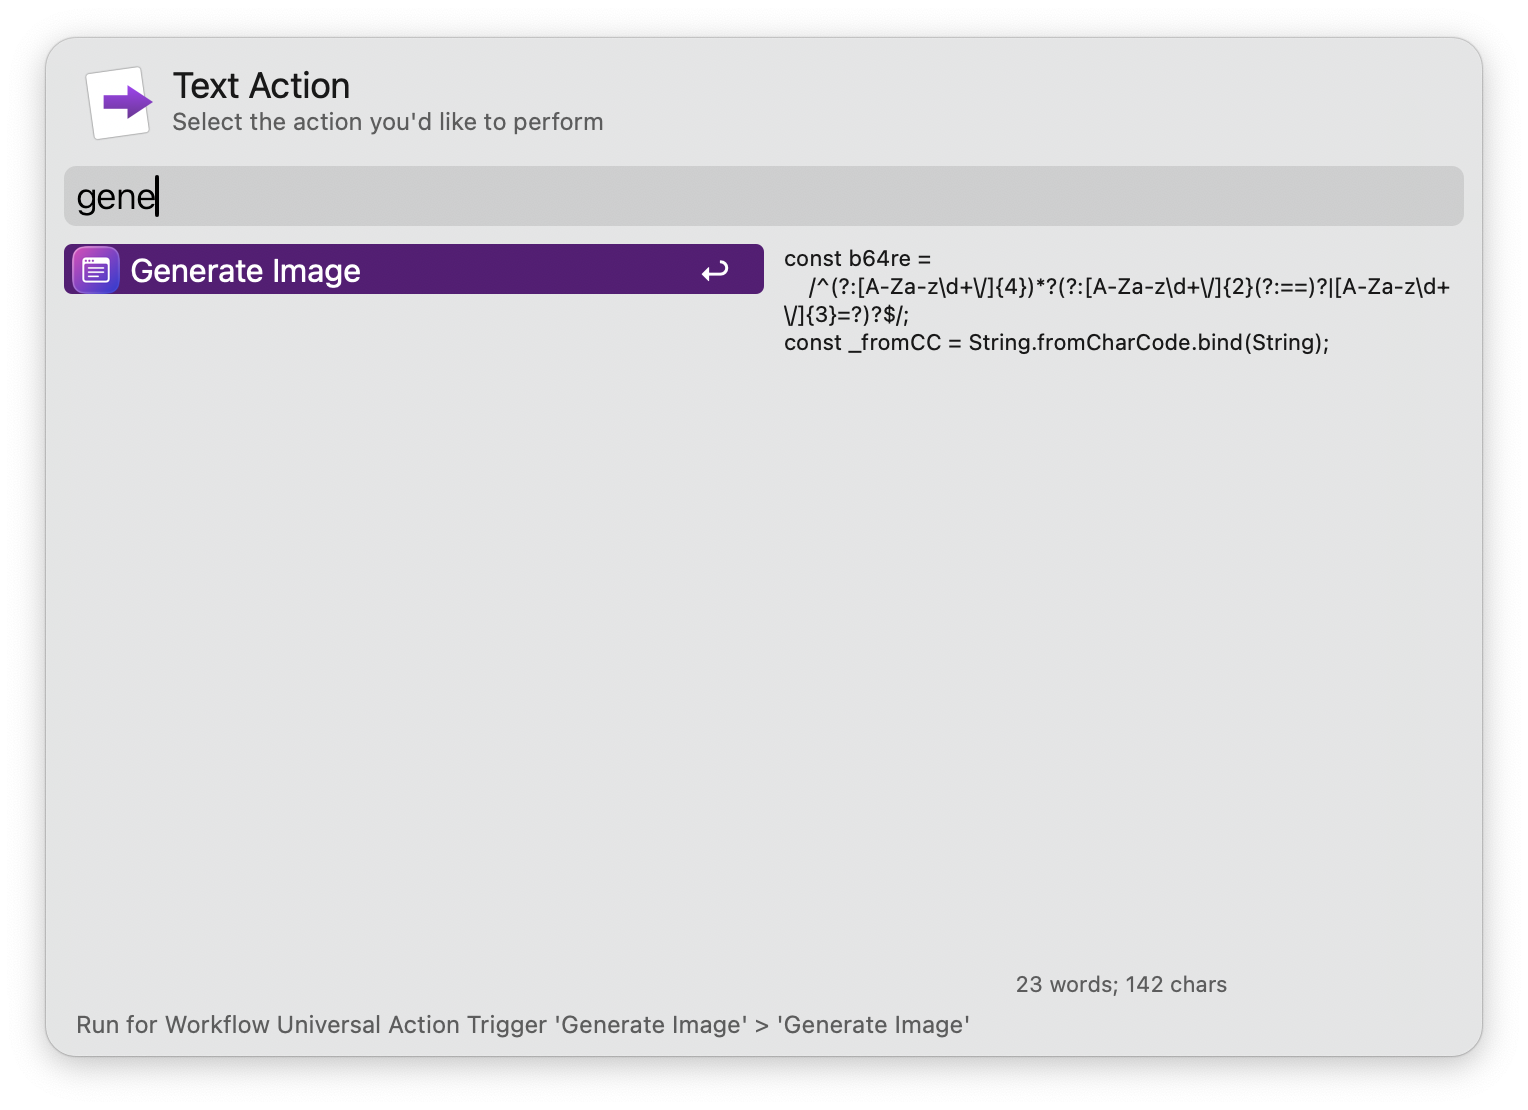 Text Action
Select the action you'd like to perform
gene
Generate Image
const b64re =
/^(?:[A-Za-z\d+\/]{4})*?(?:[A-Za-z\d+\/]{2}(?:==)?|[A-Za-z\d+
\/]{3}=?)?$/;
const _fromCC = String.fromCharCode.bind(String);
23 words; 142 chars
Run for Workflow Universal Action Trigger 'Generate Image' > 'Generate Image'